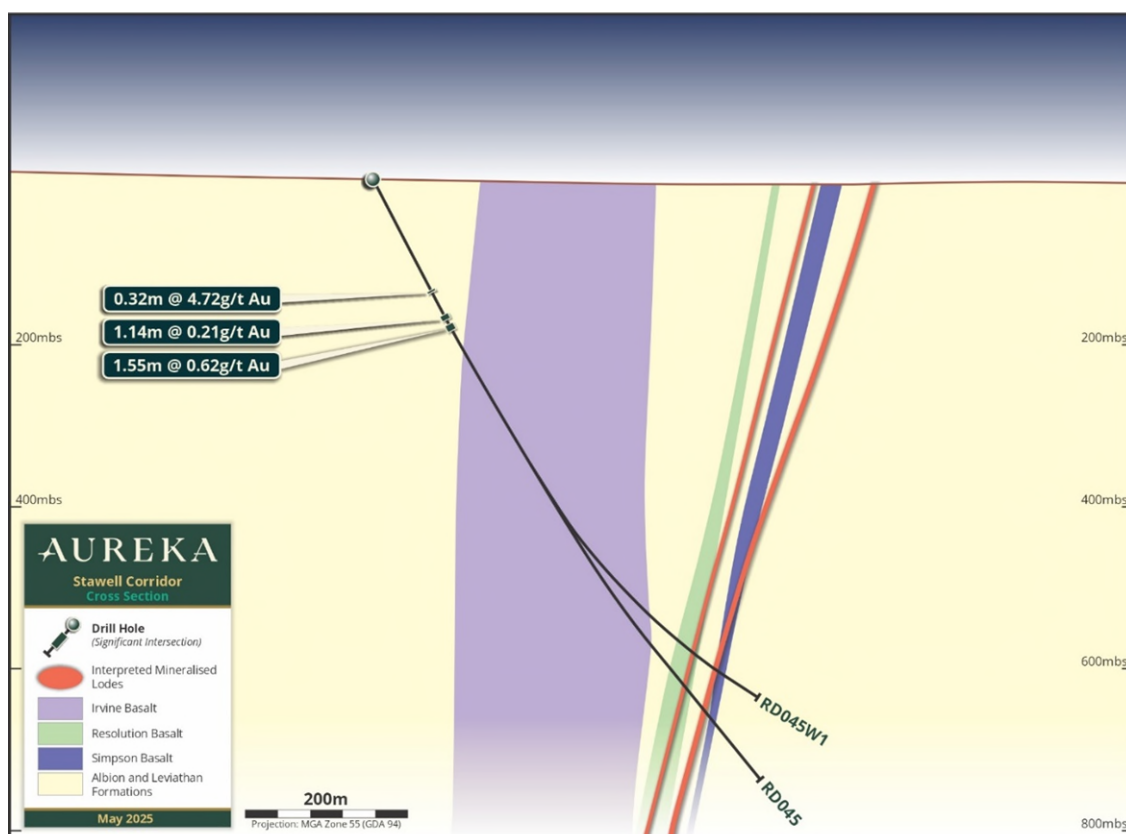 0.32m @ 4.72g/t Au
1.14m @ 0.21g/t Au
1.55m @ 0.62g/t Au
200mbs
200mbs
400mbs
400mbs
600mbs
800mbs
RD045W1
RD045
AUREKA
Stawell Corridor
Cross Section
Drill Hole
(Significant Intersection)
Interpreted Mineralised
Lodes
Irvine Basalt
Resolution Basalt
Simpson Basalt
Albion and Leviathan
Formations
May 2025
200m
Projection: MGA Zone 55 (GDA 94)